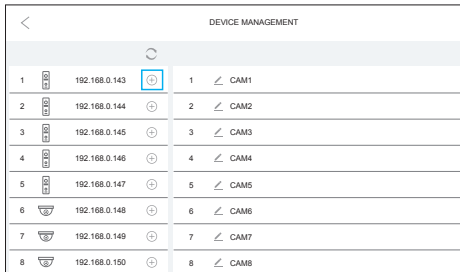 DEVICE MANAGEMENT
1 192.168.0.143 1 CAM1
2 192.168.0.144 2 CAM2
3 192.168.0.145 3 CAM3
4 192.168.0.146 4 CAM4
5 192.168.0.147 5 CAM5
6 192.168.0.148 6 CAM6
7 192.168.0.149 7 CAM7
8 192.168.0.150 8 CAM8